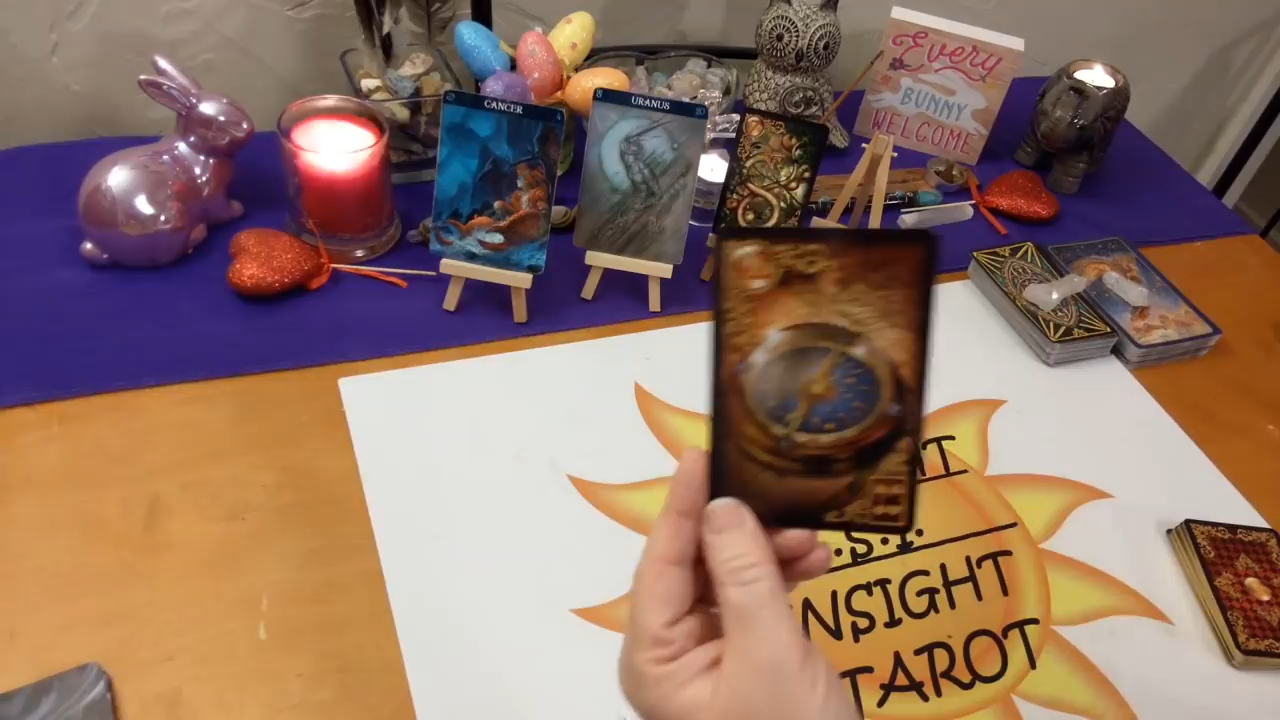 CANCER
URANUS
Every
BUNNY
WELCOME
.S.I.
NSIGHT
TAROT